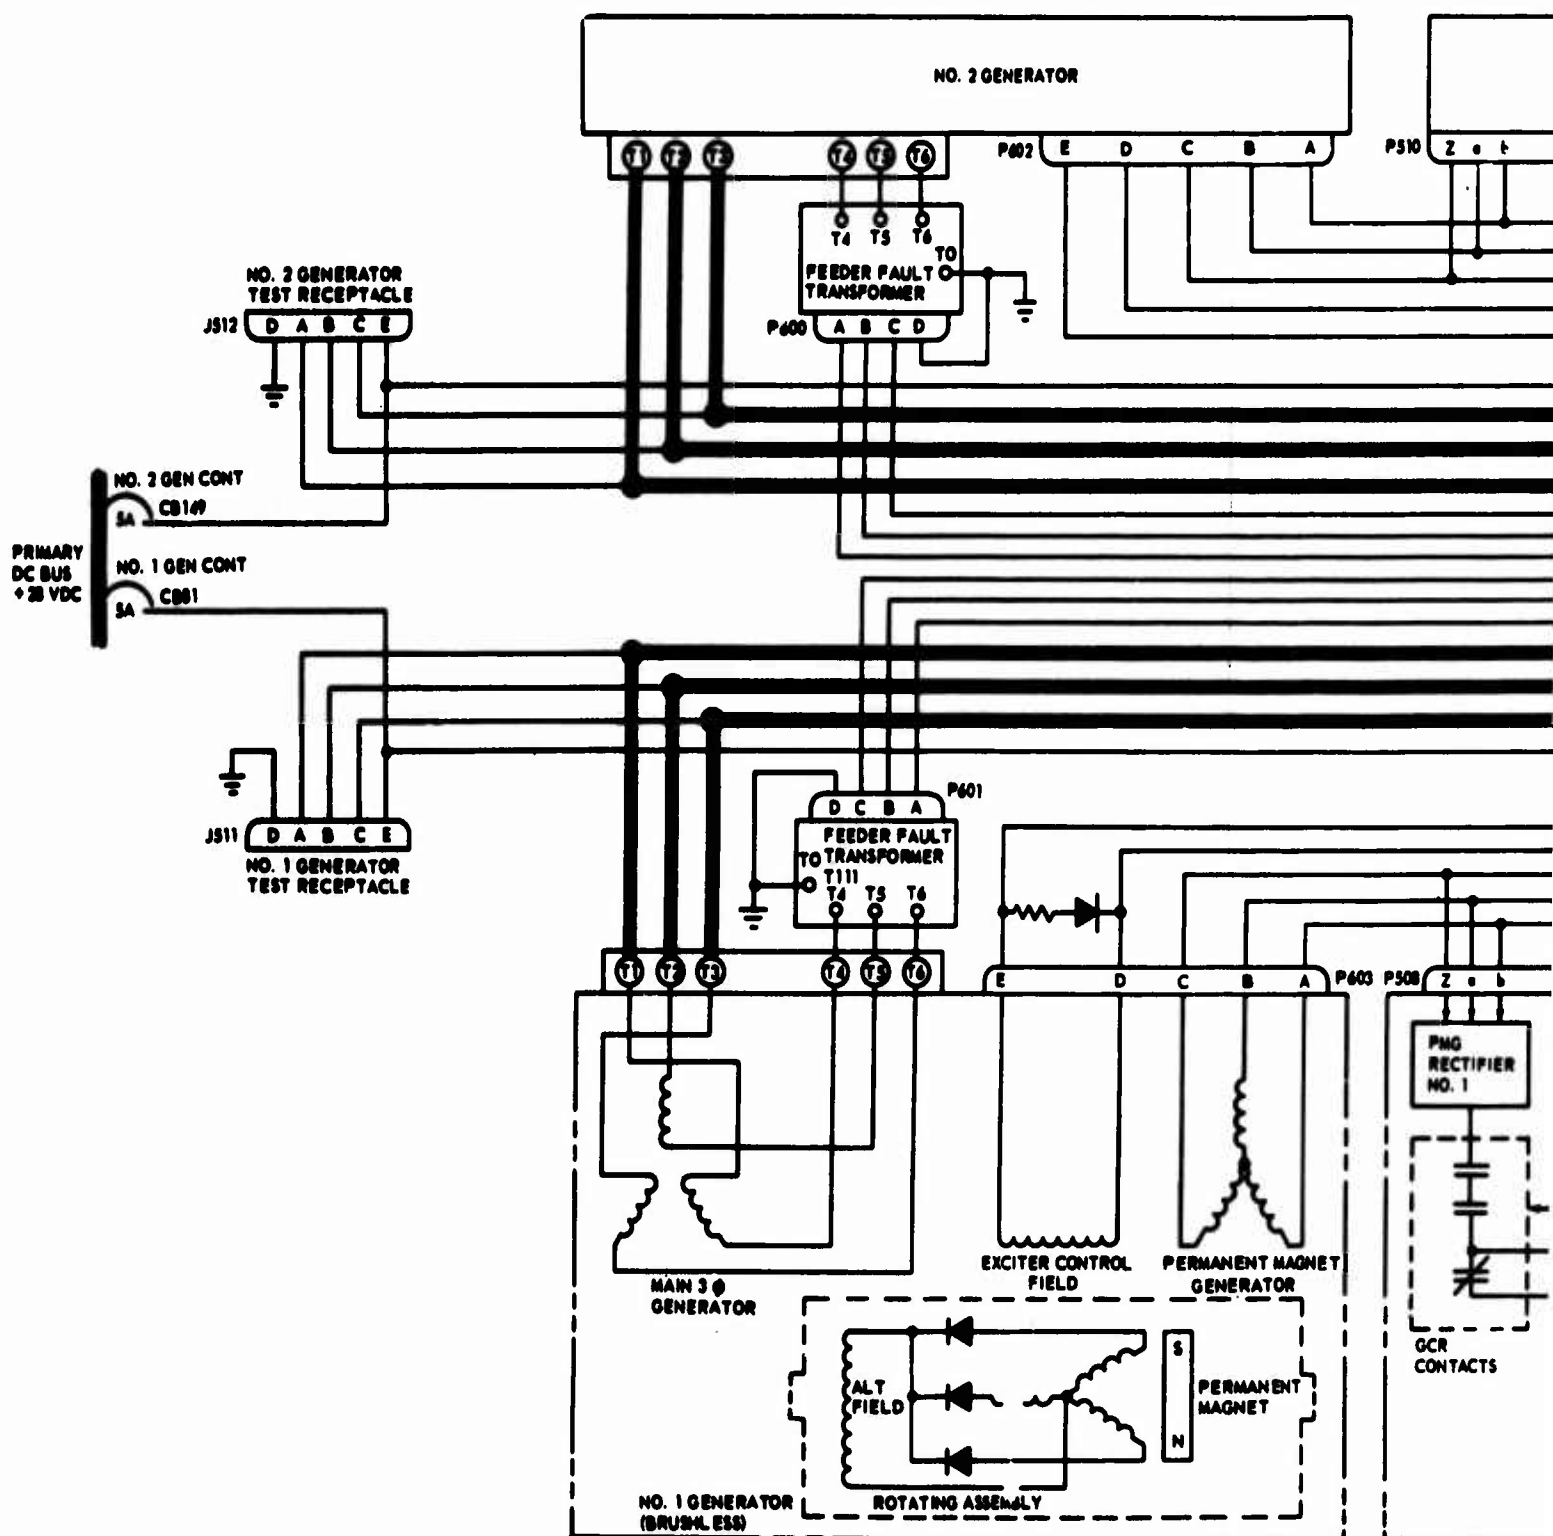 NO. 2 GENERATOR
T1 T2 T3 T4 T5 T6
P602 E D C B A
P510 Z a b
T4 T5 T6
TO
FEEDER FAULT
TRANSFORMER
P600 A B C D
NO. 2 GENERATOR
TEST RECEPTACLE
J512 D A B C E
NO. 2 GEN CONT
CB149
5A
PRIMARY
DC BUS
+28 VDC
NO. 1 GEN CONT
CB81
5A
J511 D A B C E
NO. 1 GENERATOR
TEST RECEPTACLE
P601
D C B A
FEEDER FAULT
TRANSFORMER
TO
T111
T4 T5 T6
T1 T2 T3 T4 T5 T6
E D C B A P603
P508 Z a b
PMG
RECTIFIER
NO. 1
GCR
CONTACTS
MAIN 3 φ
GENERATOR
EXCITER CONTROL
FIELD
PERMANENT MAGNET
GENERATOR
ALT
FIELD
S
N
PERMANENT
MAGNET
ROTATING ASSEMBLY
NO. 1 GENERATOR
(BRUSHLESS)